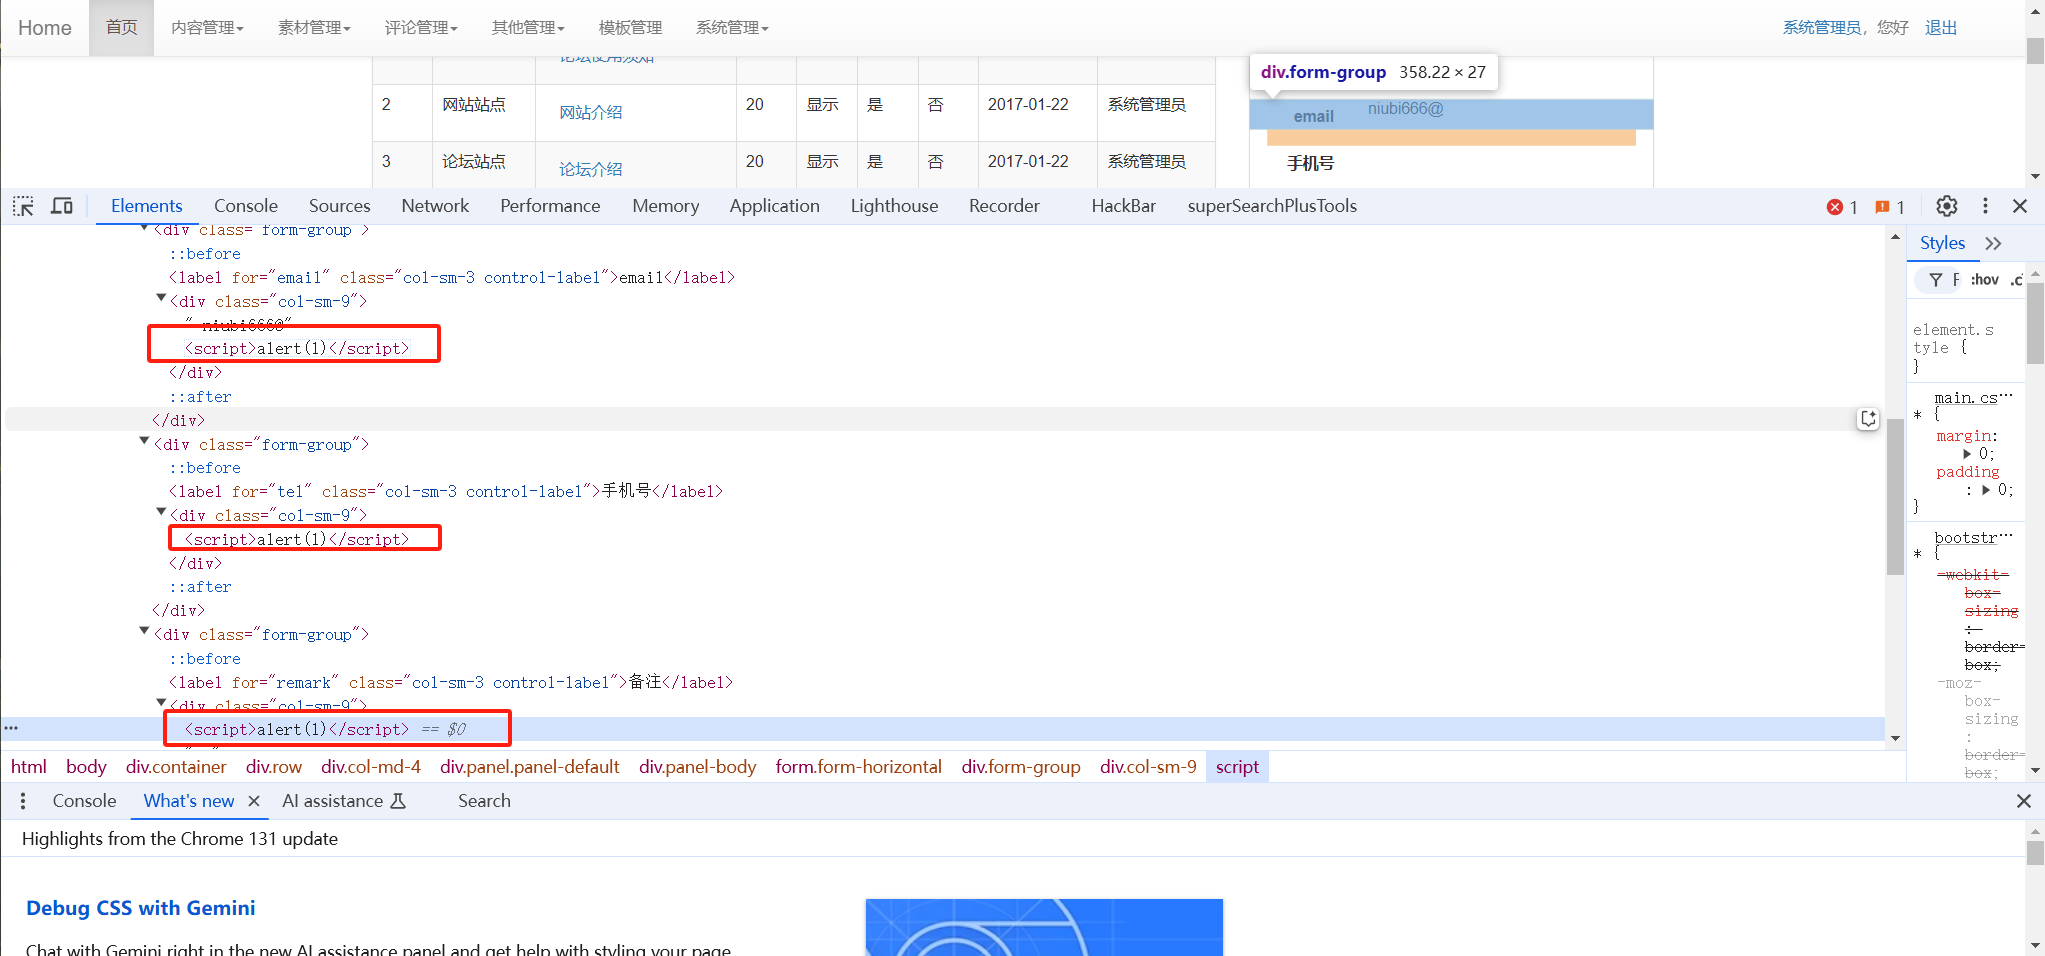 Home 首页 内容管理 素材管理 评论管理 其他管理 模板管理 系统管理 系统管理员，您好 退出
论坛使用须知
div.form-group 358.22 × 27
2 网站站点 网站介绍 20 显示 是 否 2017-01-22 系统管理员
email niubi666@
3 论坛站点 论坛介绍 20 显示 是 否 2017-01-22 系统管理员
手机号
Elements Console Sources Network Performance Memory Application Lighthouse Recorder HackBar superSearchPlusTools 1 1
<div class="form-group">
::before
<label for="email" class="col-sm-3 control-label">email</label>
<div class="col-sm-9">
" niubi666@"
<script>alert(1)</script>
</div>
::after
</div>
<div class="form-group">
::before
<label for="tel" class="col-sm-3 control-label">手机号</label>
<div class="col-sm-9">
<script>alert(1)</script>
</div>
::after
</div>
<div class="form-group">
::before
<label for="remark" class="col-sm-3 control-label">备注</label>
<div class="col-sm-9">
<script>alert(1)</script> == $0
Styles
F :hov .c
element.s
tyle {
}
main.cs…
* {
margin:
0;
padding
: 0;
}
bootstr…
* {
-webkit-
box-
sizing
:
border-
box;
-moz-
box-
sizing
:
border-
box;
html body div.container div.row div.col-md-4 div.panel.panel-default div.panel-body form.form-horizontal div.form-group div.col-sm-9 script
Console What's new AI assistance Search
Highlights from the Chrome 131 update
Debug CSS with Gemini
Chat with Gemini right in the new AI assistance panel and get help with styling your page